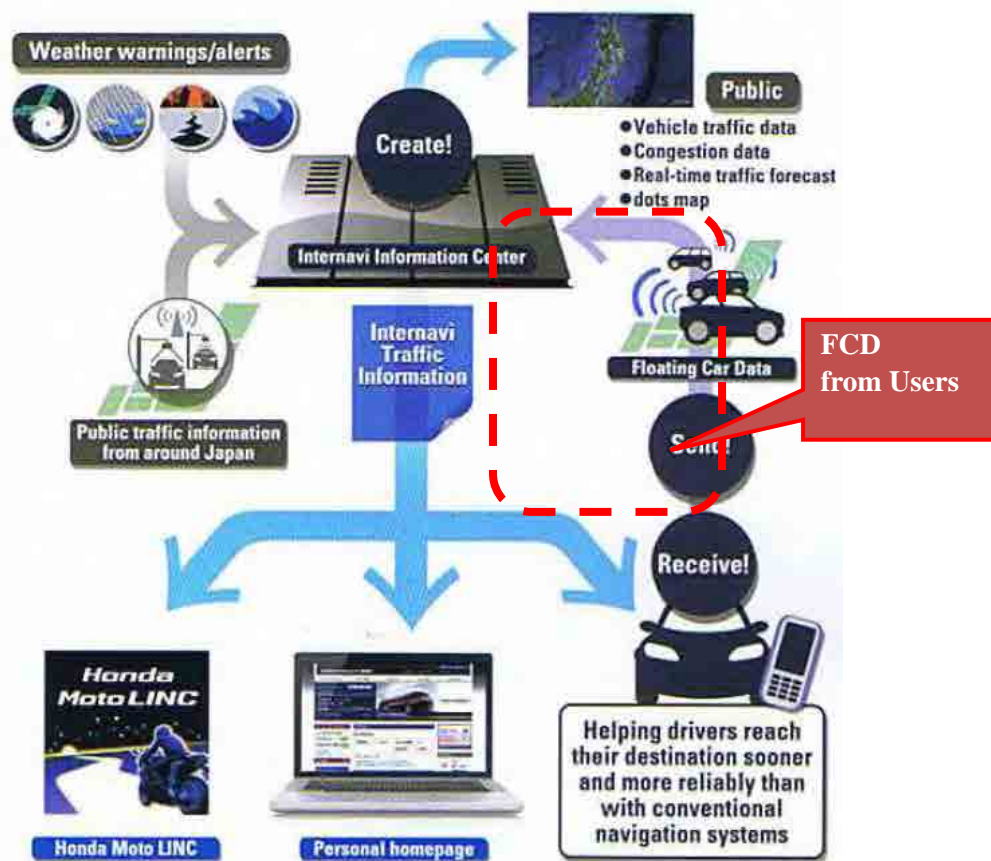 Weather warnings/alerts
Create!
Public
●Vehicle traffic data
●Congestion data
●Real-time traffic forecast
●dots map
Internavi Information Center
Internavi
Traffic
Information
Floating Car Data
FCD
from Users
Public traffic information
from around Japan
Send!
Receive!
Honda
Moto LINC
Helping drivers reach
their destination sooner
and more reliably than
with conventional
navigation systems
Honda Moto LINC
Personal homepage